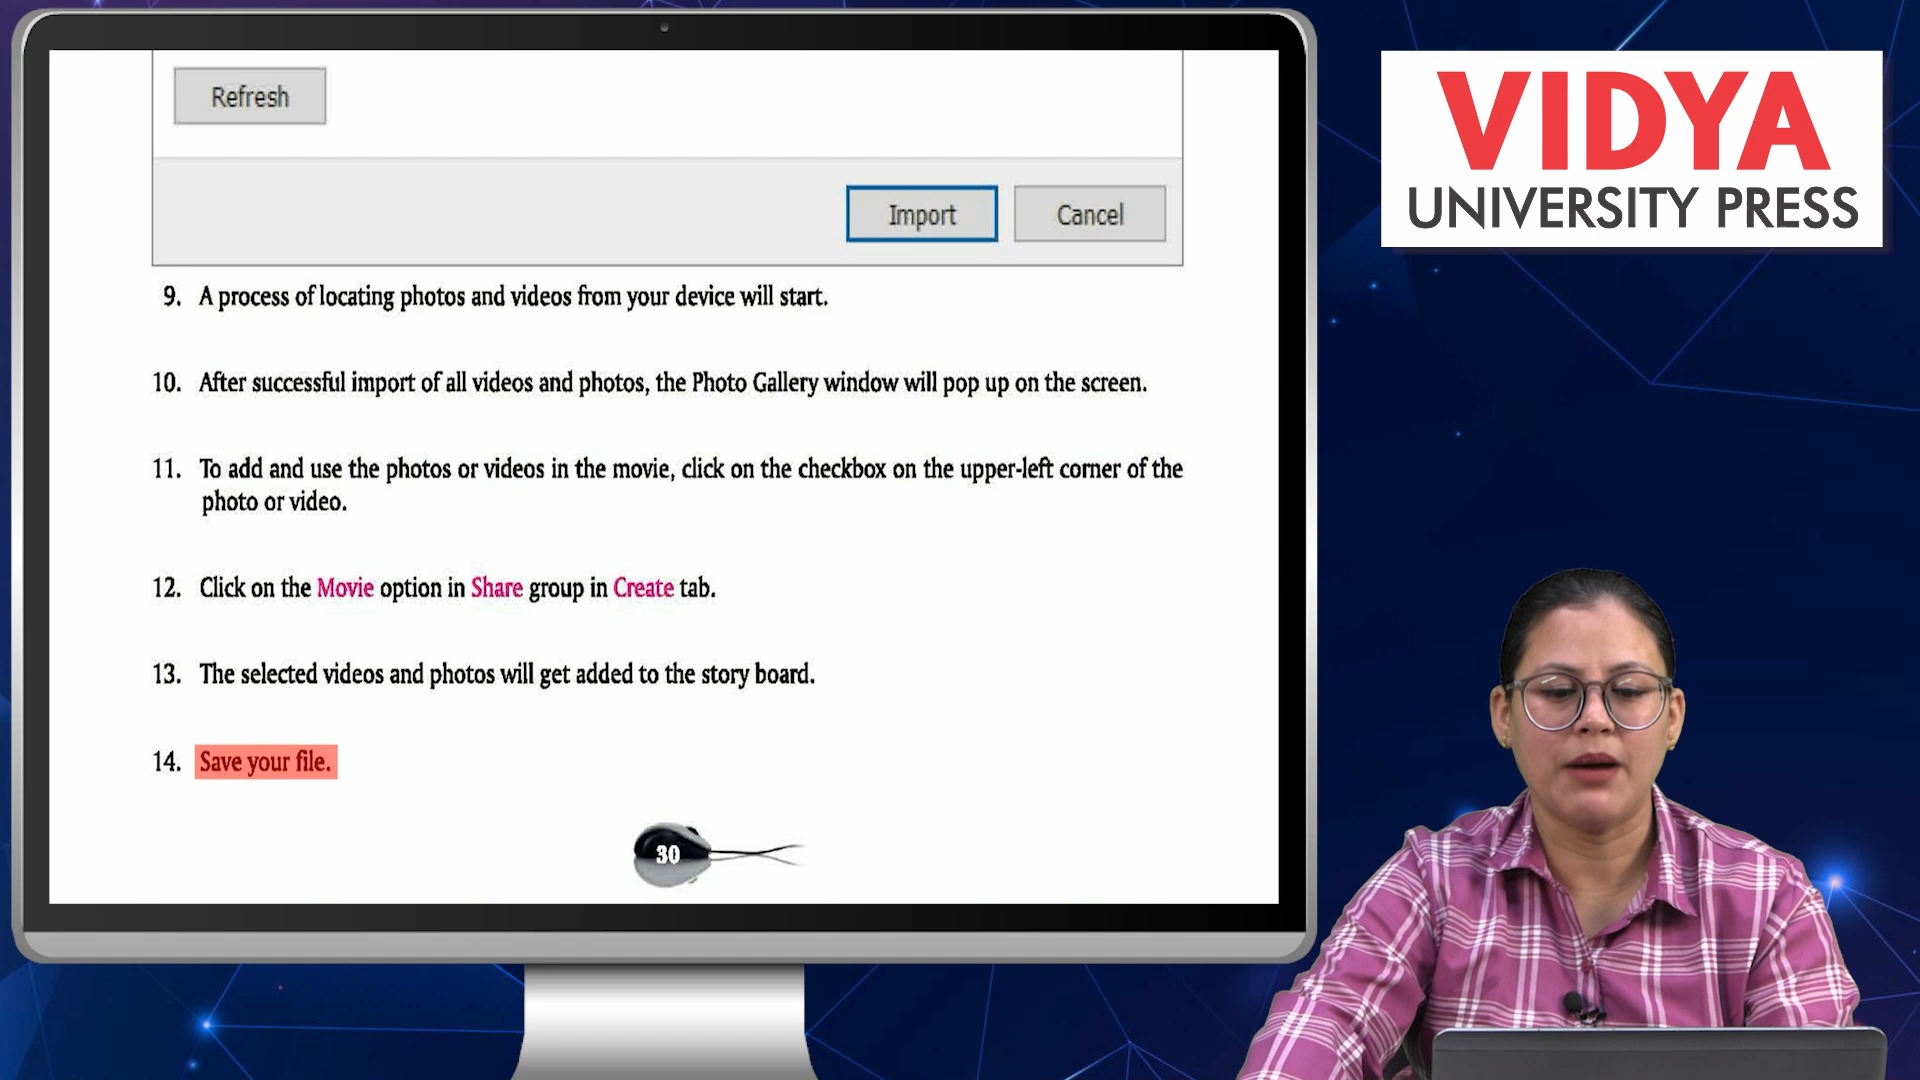 Refresh
Import
Cancel
9. A process of locating photos and videos from your device will start.
10. After successful import of all videos and photos, the Photo Gallery window will pop up on the screen.
11. To add and use the photos or videos in the movie, click on the checkbox on the upper-left corner of the
photo or video.
12. Click on the Movie option in Share group in Create tab.
13. The selected videos and photos will get added to the story board.
14. Save your file.
30
VIDYA
UNIVERSITY PRESS